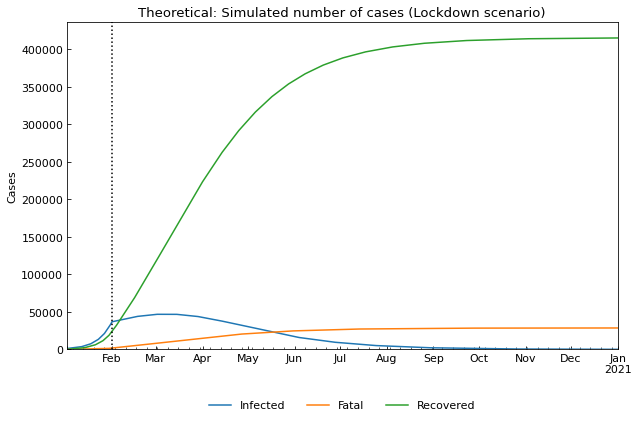 Theoretical: Simulated number of cases (Lockdown scenario)
Cases
400000
350000
300000
250000
200000
150000
100000
50000
0
Feb Mar Apr May Jun Jul Aug Sep Oct Nov Dec Jan
2021
Infected Fatal Recovered